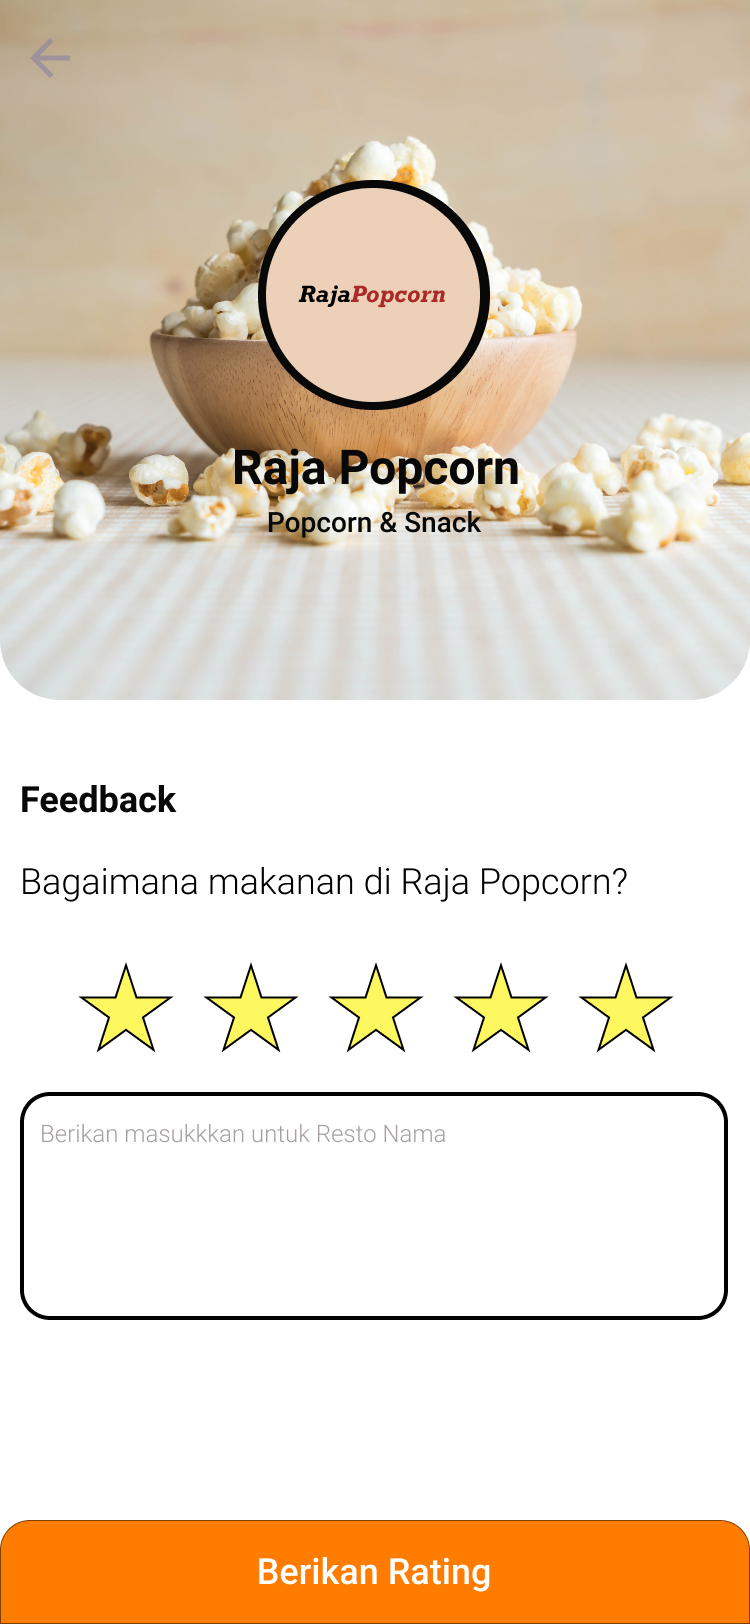 RajaPopcorn
Raja Popcorn
Popcorn & Snack
Feedback
Bagaimana makanan di Raja Popcorn?
Berikan masukkkan untuk Resto Nama
Berikan Rating